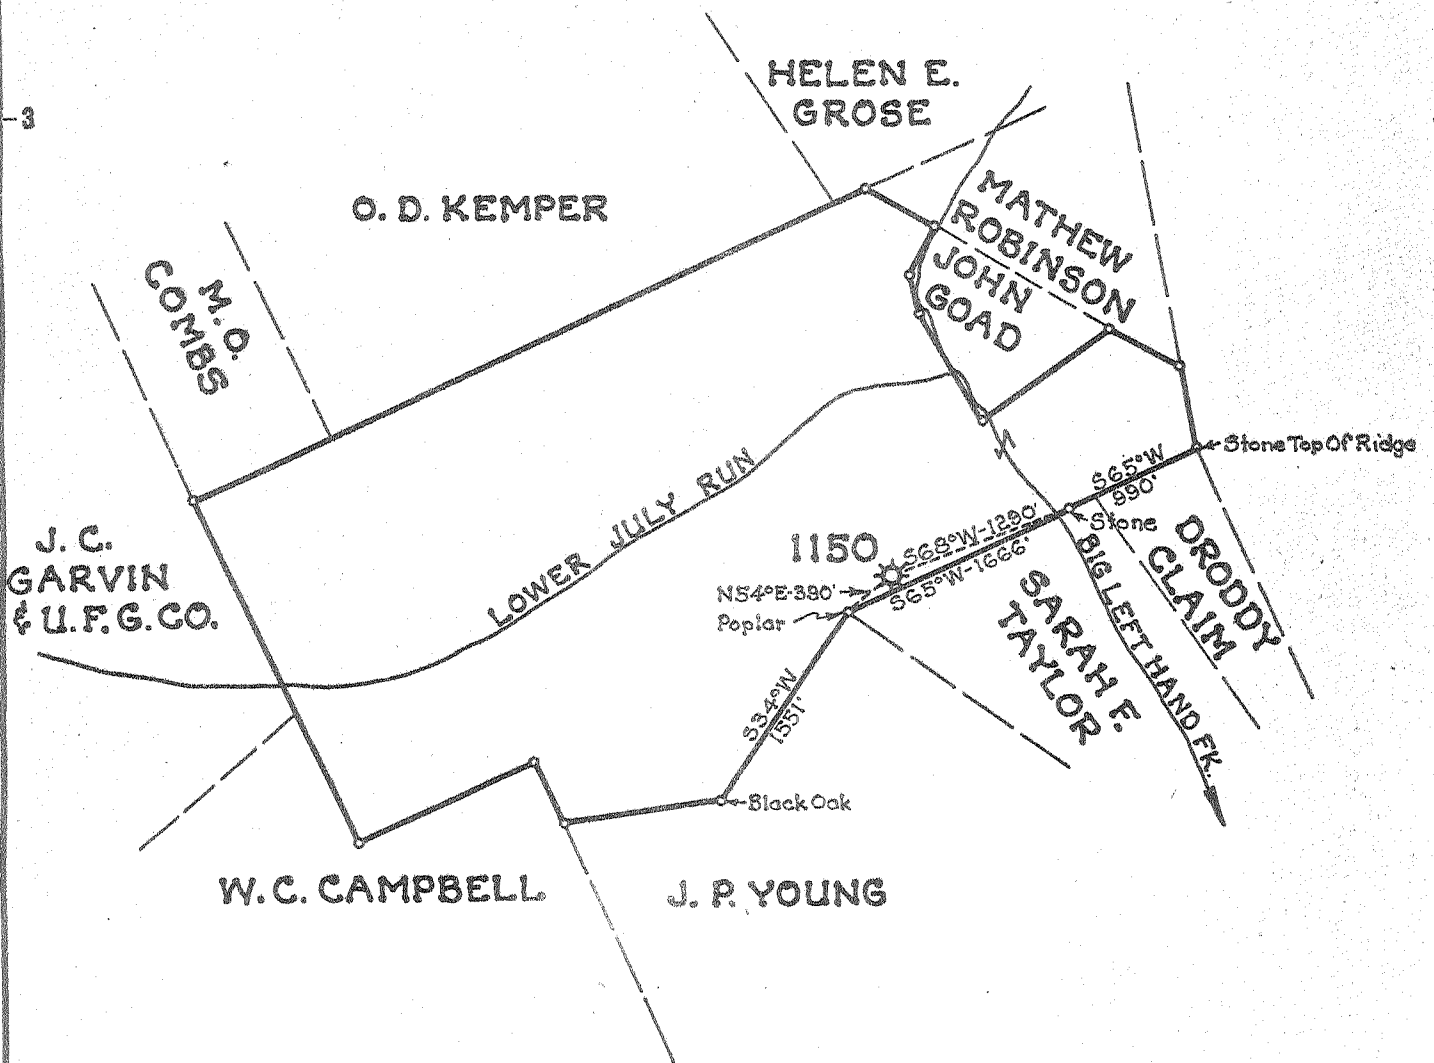 HELEN E.
GROSE
-3
O. D. KEMPER
MATHEW
ROBINSON
JOHN
GOAD
M. O.
COMBS
Stone Top Of Ridge
S65°W
990'
LOWER JULY RUN
Stone
J. C.
GARVIN
& U. F. G. CO.
1150
S68°W-1290'
S65°W-1666'
N54°E-390'
Poplar
DRODDY
CLAIM
BIG LEFT HAND FK.
SARAH F.
TAYLOR
S34°W
1551'
Black Oak
W. C. CAMPBELL
J. P. YOUNG